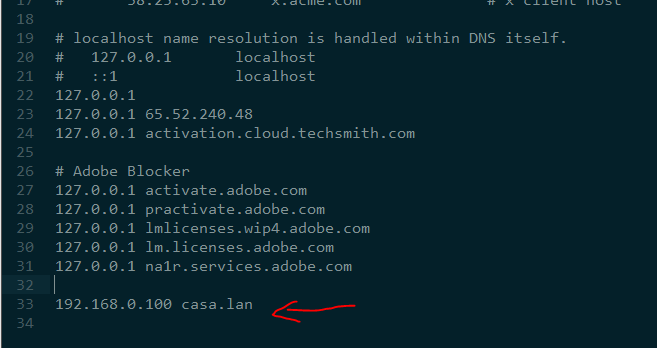 17 # 38.25.63.10 x.acme.com # x client host
18
19 # localhost name resolution is handled within DNS itself.
20 # 127.0.0.1 localhost
21 # ::1 localhost
22 127.0.0.1
23 127.0.0.1 65.52.240.48
24 127.0.0.1 activation.cloud.techsmith.com
25
26 # Adobe Blocker
27 127.0.0.1 activate.adobe.com
28 127.0.0.1 practivate.adobe.com
29 127.0.0.1 lmlicenses.wip4.adobe.com
30 127.0.0.1 lm.licenses.adobe.com
31 127.0.0.1 na1r.services.adobe.com
32
33 192.168.0.100 casa.lan
34